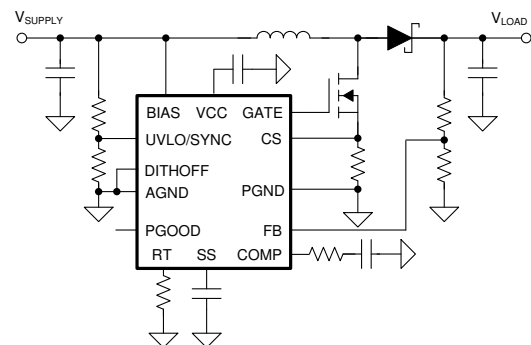 VSUPPLY
VLOAD
BIAS VCC GATE
UVLO/SYNC CS
DITHOFF
AGND PGND
PGOOD FB
RT SS COMP